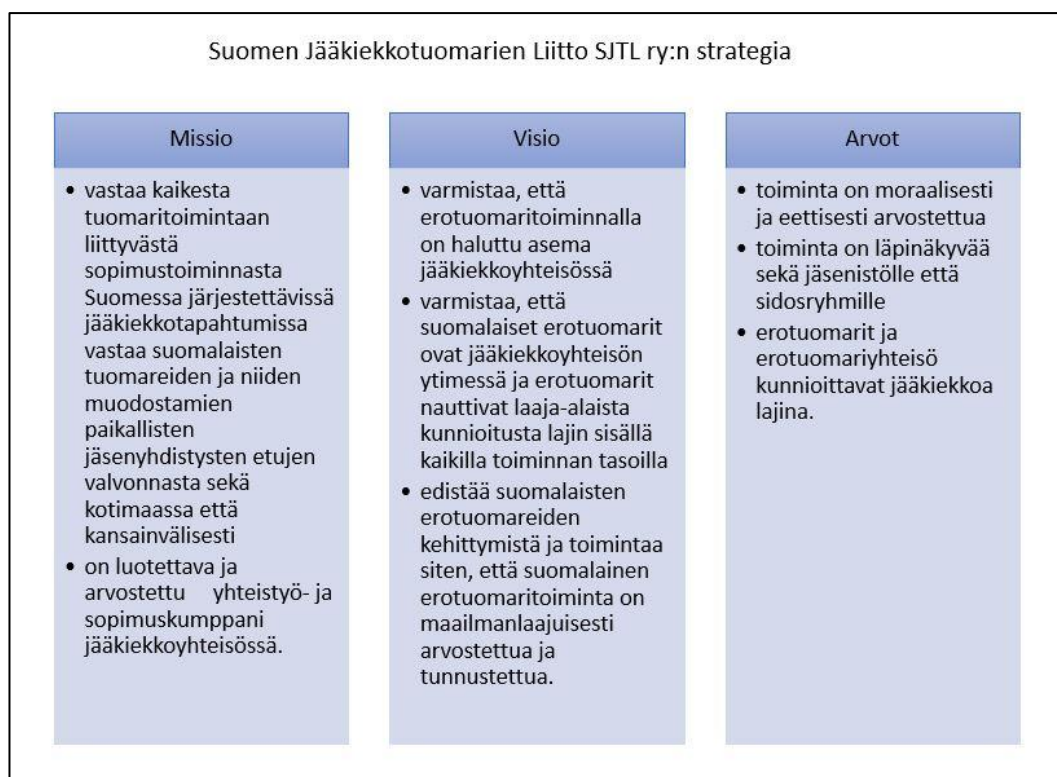 Suomen Jääkiekkotuomarien Liitto SJTL ry:n strategia
Missio
• vastaa kaikesta
tuomaritoimintaan
liittyvästä
sopimustoiminnasta
Suomessa järjestettävissä
jääkiekkotapahtumissa
vastaa suomalaisten
tuomareiden ja niiden
muodostamien
paikallisten
jäsenyhdistysten etujen
valvonnasta sekä
kotimaassa että
kansainvälisesti
• on luotettava ja
arvostettu yhteistyö- ja
sopimuskumppani
jääkiekkoyhteisössä.
Visio
• varmistaa, että
erotuomaritoiminnalla
on haluttu asema
jääkiekkoyhteisössä
• varmistaa, että
suomalaiset erotuomarit
ovat jääkiekkoyhteisön
ytimessä ja erotuomarit
nauttivat laaja-alaista
kunnioitusta lajin sisällä
kaikilla toiminnan tasoilla
• edistää suomalaisten
erotuomareiden
kehittymistä ja toimintaa
siten, että suomalainen
erotuomaritoiminta on
maailmanlaajuisesti
arvostettua ja
tunnustettua.
Arvot
• toiminta on moraalisesti
ja eettisesti arvostettua
• toiminta on läpinäkyvää
sekä jäsenistölle että
sidosryhmille
• erotuomarit ja
erotuomariyhteisö
kunnioittavat jääkiekkoa
lajina.